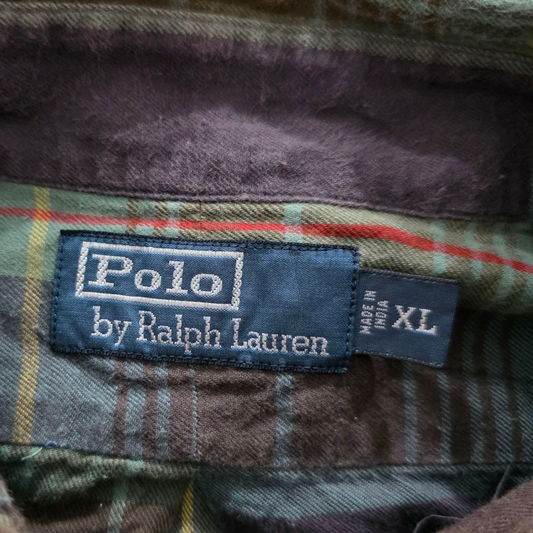 Polo
by Ralph Lauren
MADE IN
INDIA
XL